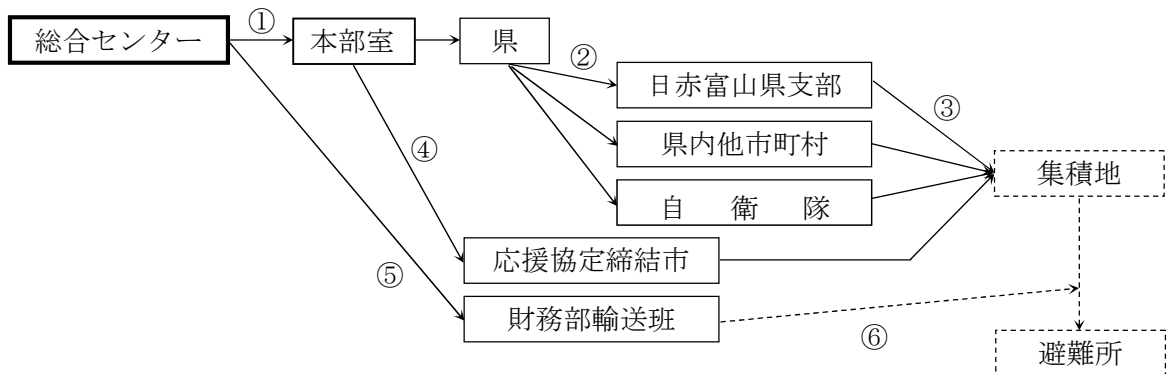 ①
総合センター
本部室
県
②
日赤富山県支部
③
県内他市町村
④
集積地
自　衛　隊
応援協定締結市
⑤
財務部輸送班
⑥
避難所